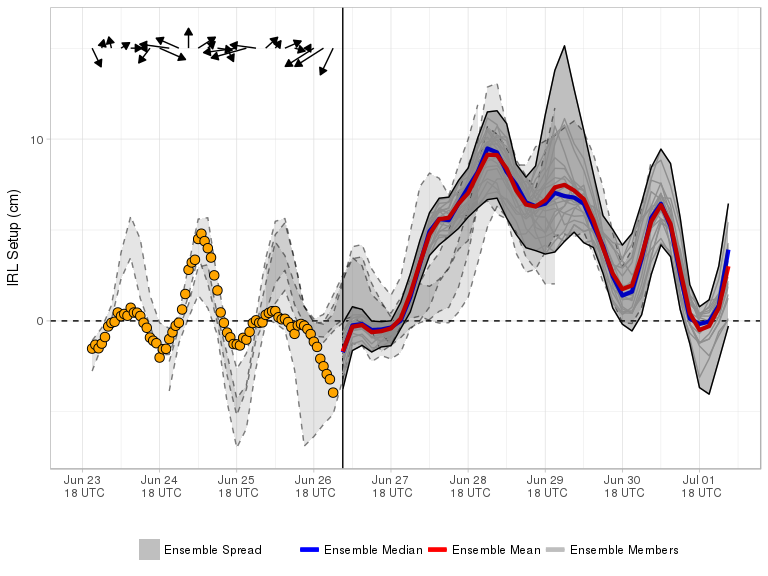 IRL Setup (cm)
10
0
Jun 23
18 UTC
Jun 24
18 UTC
Jun 25
18 UTC
Jun 26
18 UTC
Jun 27
18 UTC
Jun 28
18 UTC
Jun 29
18 UTC
Jun 30
18 UTC
Jul 01
18 UTC
Ensemble Spread
Ensemble Median
Ensemble Mean
Ensemble Members